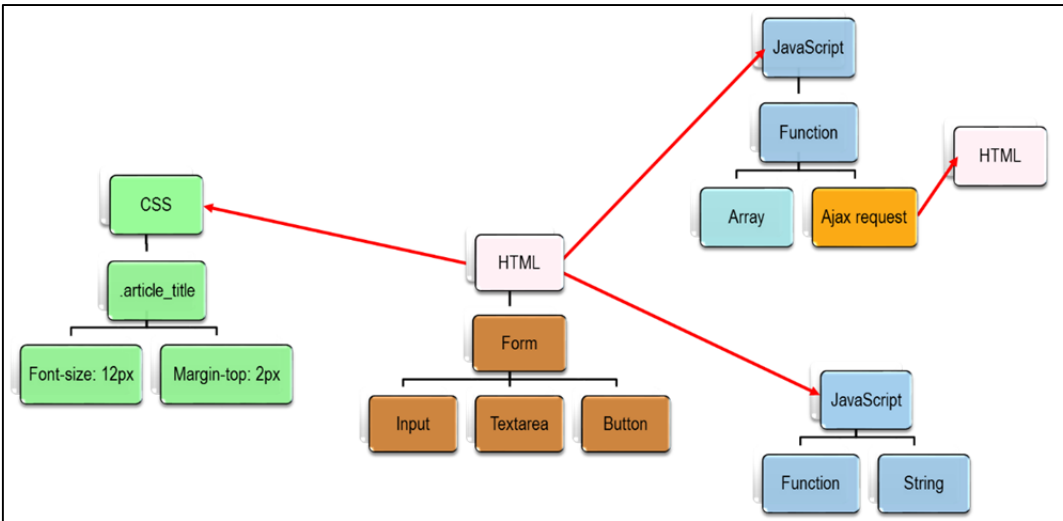 JavaScript
Function
HTML
Array
Ajax request
CSS
HTML
.article_title
Form
Font-size: 12px
Margin-top: 2px
Input
Textarea
Button
JavaScript
Function
String